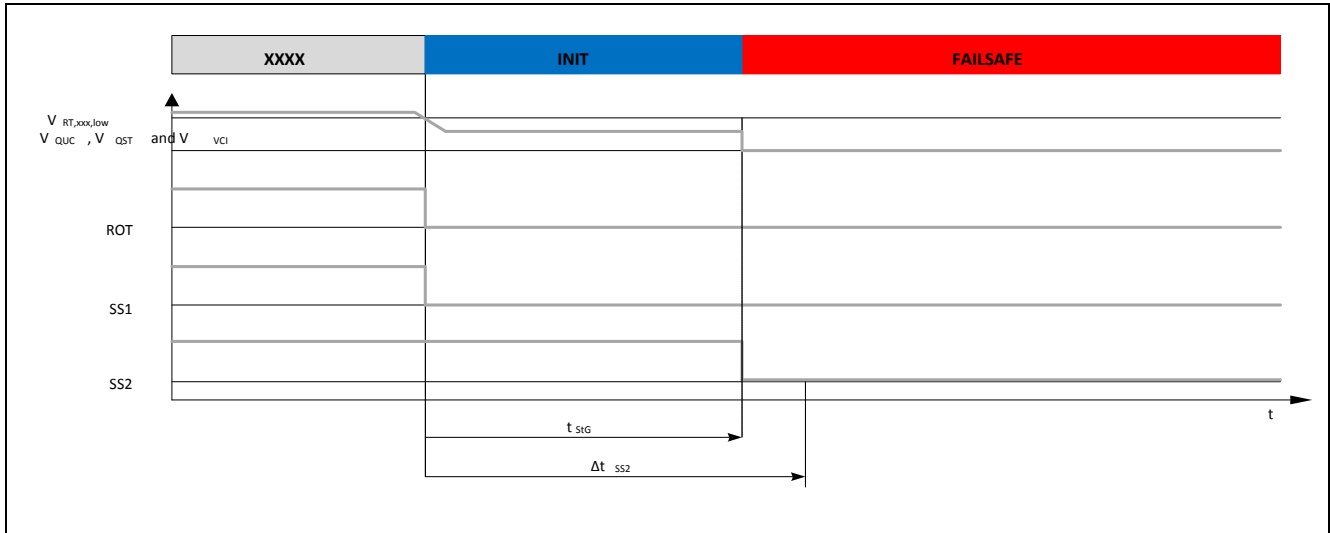 XXXX INIT FAILSAFE
V RT,xxx,low
V QUC , V QST and V VCI
ROT
SS1
SS2
t
t StG
Δt SS2